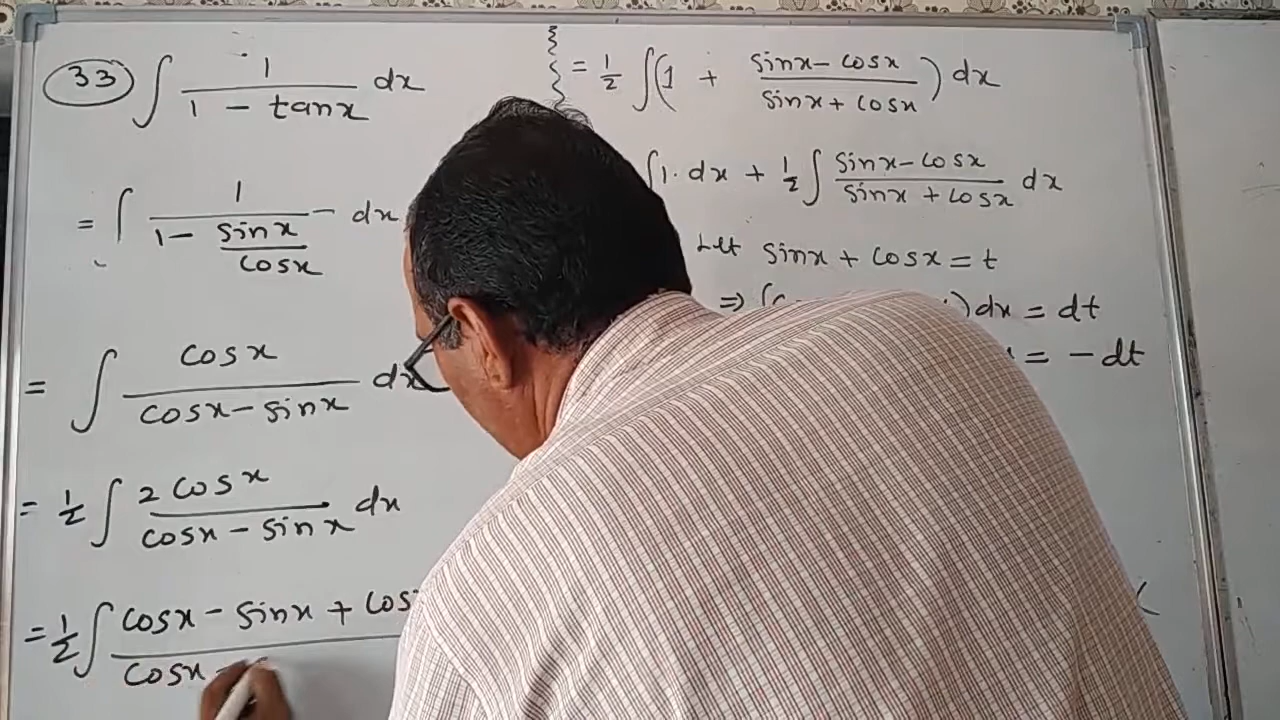 33 ∫ 1 / (1 - tanx) dx
= ∫ 1 / (1 - sinx / cosx) - dx
= ∫ cosx / (cosx - sinx) dx
= 1/2 ∫ 2 cosx / (cosx - sinx) dx
= 1/2 ∫ cosx - sinx + cos / cosx -
= 1/2 ∫ (1 + (sinx - cosx) / (sinx + cosx)) dx
∫ 1. dx + 1/2 ∫ (sinx - cosx) / (sinx + cosx) dx
Let sinx + cosx = t
⇒ ( ) dx = dt
= - dt